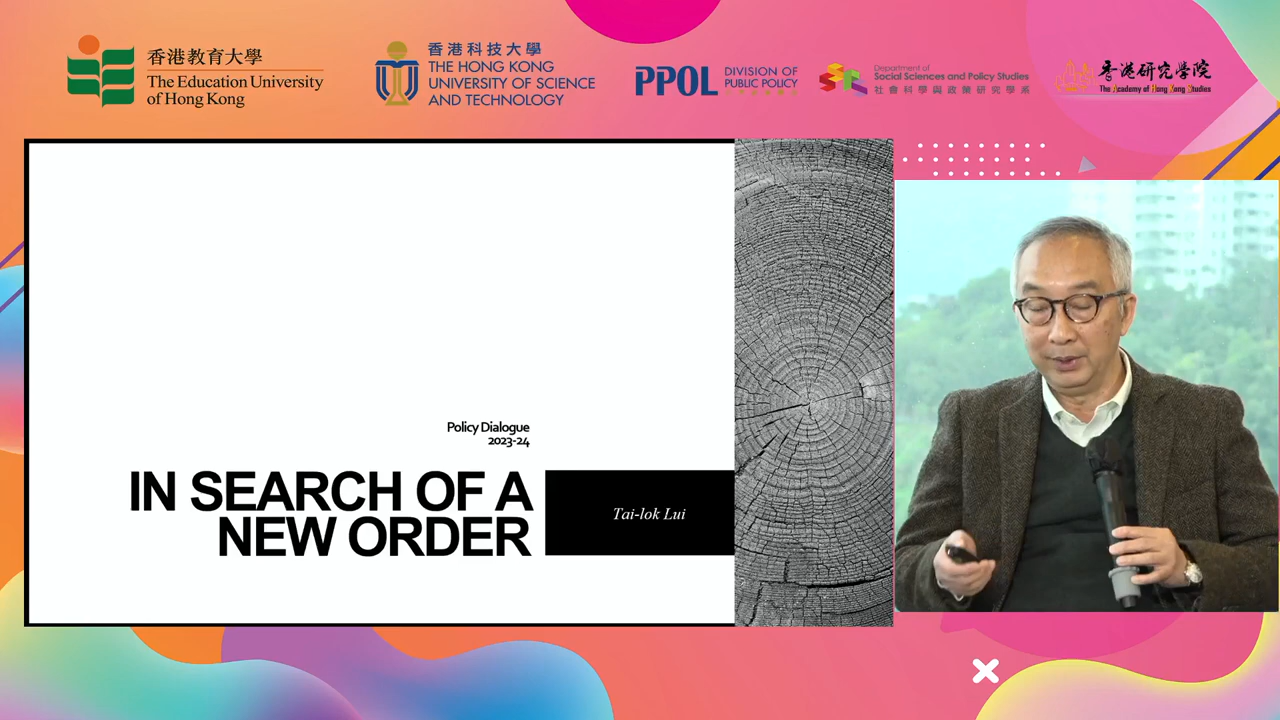 香港教育大學
The Education University
of Hong Kong
香港科技大學
THE HONG KONG
UNIVERSITY OF SCIENCE
AND TECHNOLOGY
PPOL
DIVISION OF
PUBLIC POLICY
Department of
Social Sciences and Policy Studies
社會科學與政策研究學系
香港研究學院
The Academy of Hong Kong Studies
Policy Dialogue
2023-24
IN SEARCH OF A
NEW ORDER
Tai-lok Lui